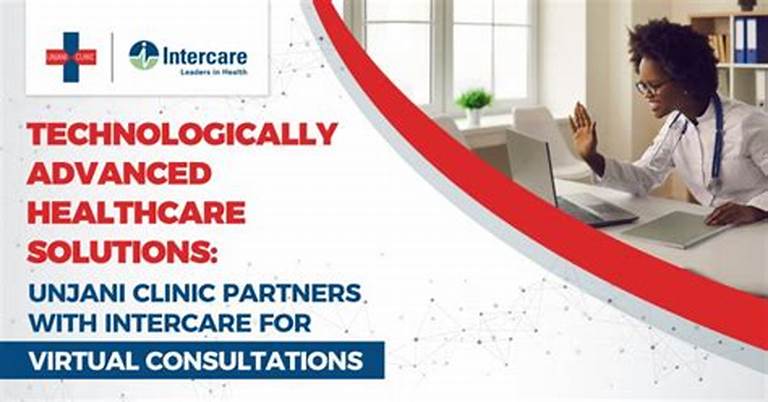 UNJANI CLINIC
Intercare
Leaders in Health
TECHNOLOGICALLY
ADVANCED
HEALTHCARE
SOLUTIONS:
UNJANI CLINIC PARTNERS
WITH INTERCARE FOR
VIRTUAL CONSULTATIONS